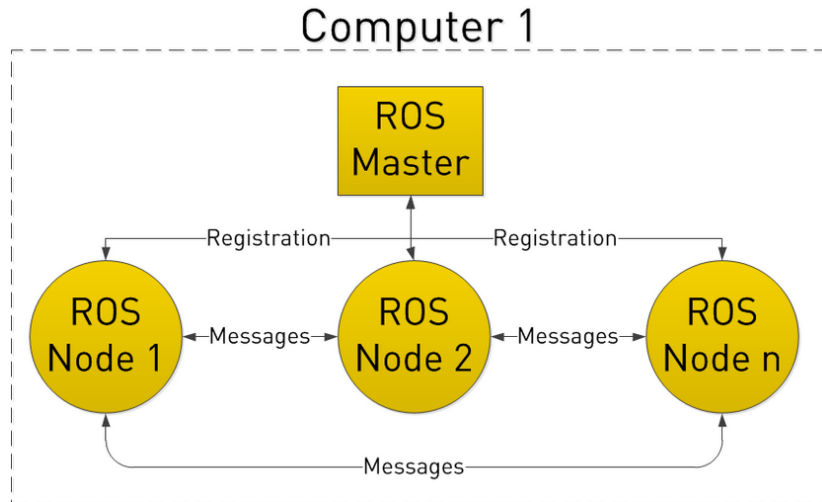 Computer 1
ROS
Master
Registration
Registration
ROS
Node 1
Messages
ROS
Node 2
Messages
ROS
Node n
Messages